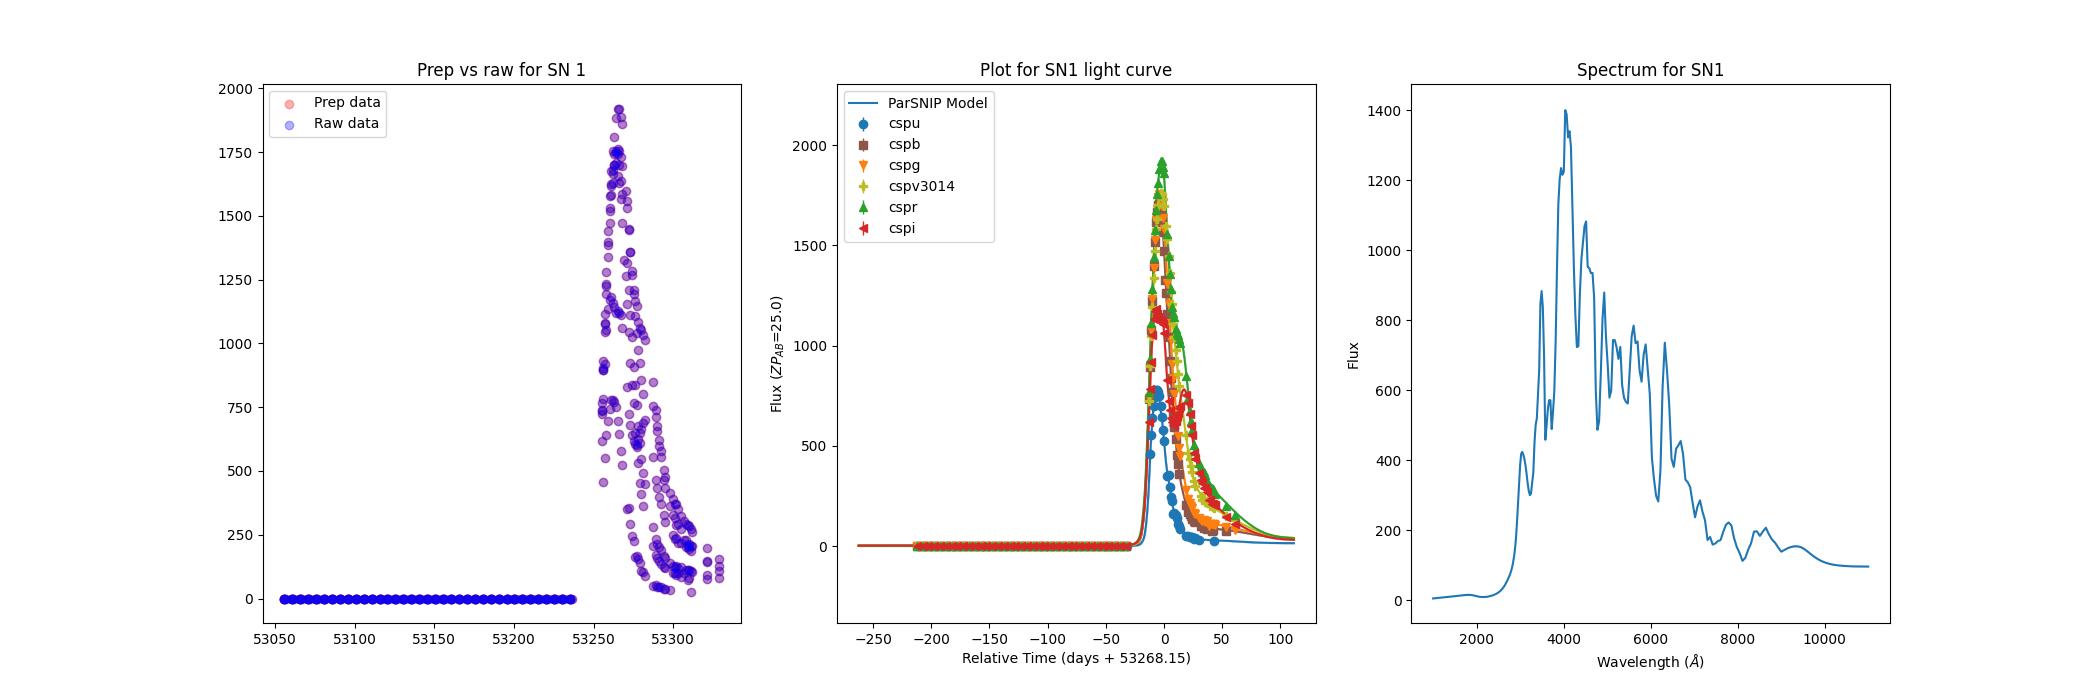 Prep vs raw for SN 1
Prep data
Raw data
2000
1750
1500
1250
1000
750
500
250
0
53050 53100 53150 53200 53250 53300
Plot for SN1 light curve
ParSNIP Model
cspu
cspb
cspg
cspv3014
cspr
cspi
Flux (ZP_AB=25.0)
2000
1500
1000
500
0
−250 −200 −150 −100 −50 0 50 100
Relative Time (days + 53268.15)
Spectrum for SN1
Flux
1400
1200
1000
800
600
400
200
0
2000 4000 6000 8000 10000
Wavelength (Å)